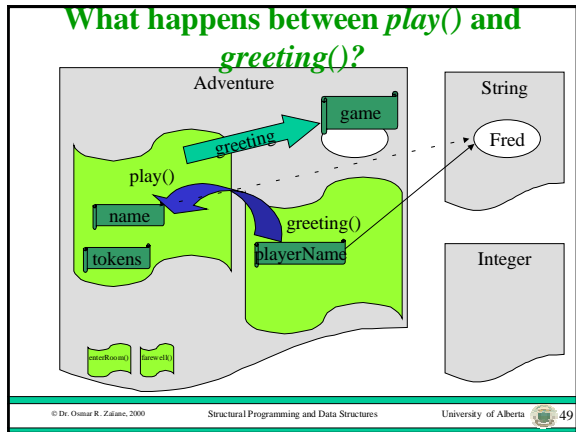 What happens between play() and
greeting()?
Adventure
String
game
greeting
Fred
play()
name
greeting()
tokens
playerName
Integer
enterRoom()
farewell()
© Dr. Osmar R. Zaïane, 2000 Structural Programming and Data Structures University of Alberta 49